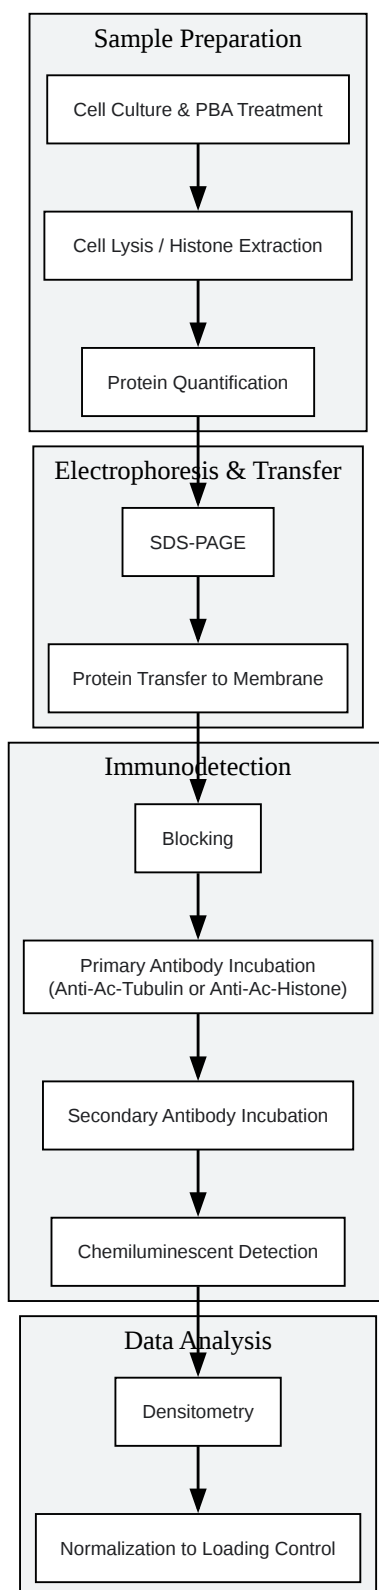 Sample Preparation
Cell Culture & PBA Treatment
Cell Lysis / Histone Extraction
Protein Quantification
Electrophoresis & Transfer
SDS-PAGE
Protein Transfer to Membrane
Immunodetection
Blocking
Primary Antibody Incubation
(Anti-Ac-Tubulin or Anti-Ac-Histone)
Secondary Antibody Incubation
Chemiluminescent Detection
Data Analysis
Densitometry
Normalization to Loading Control